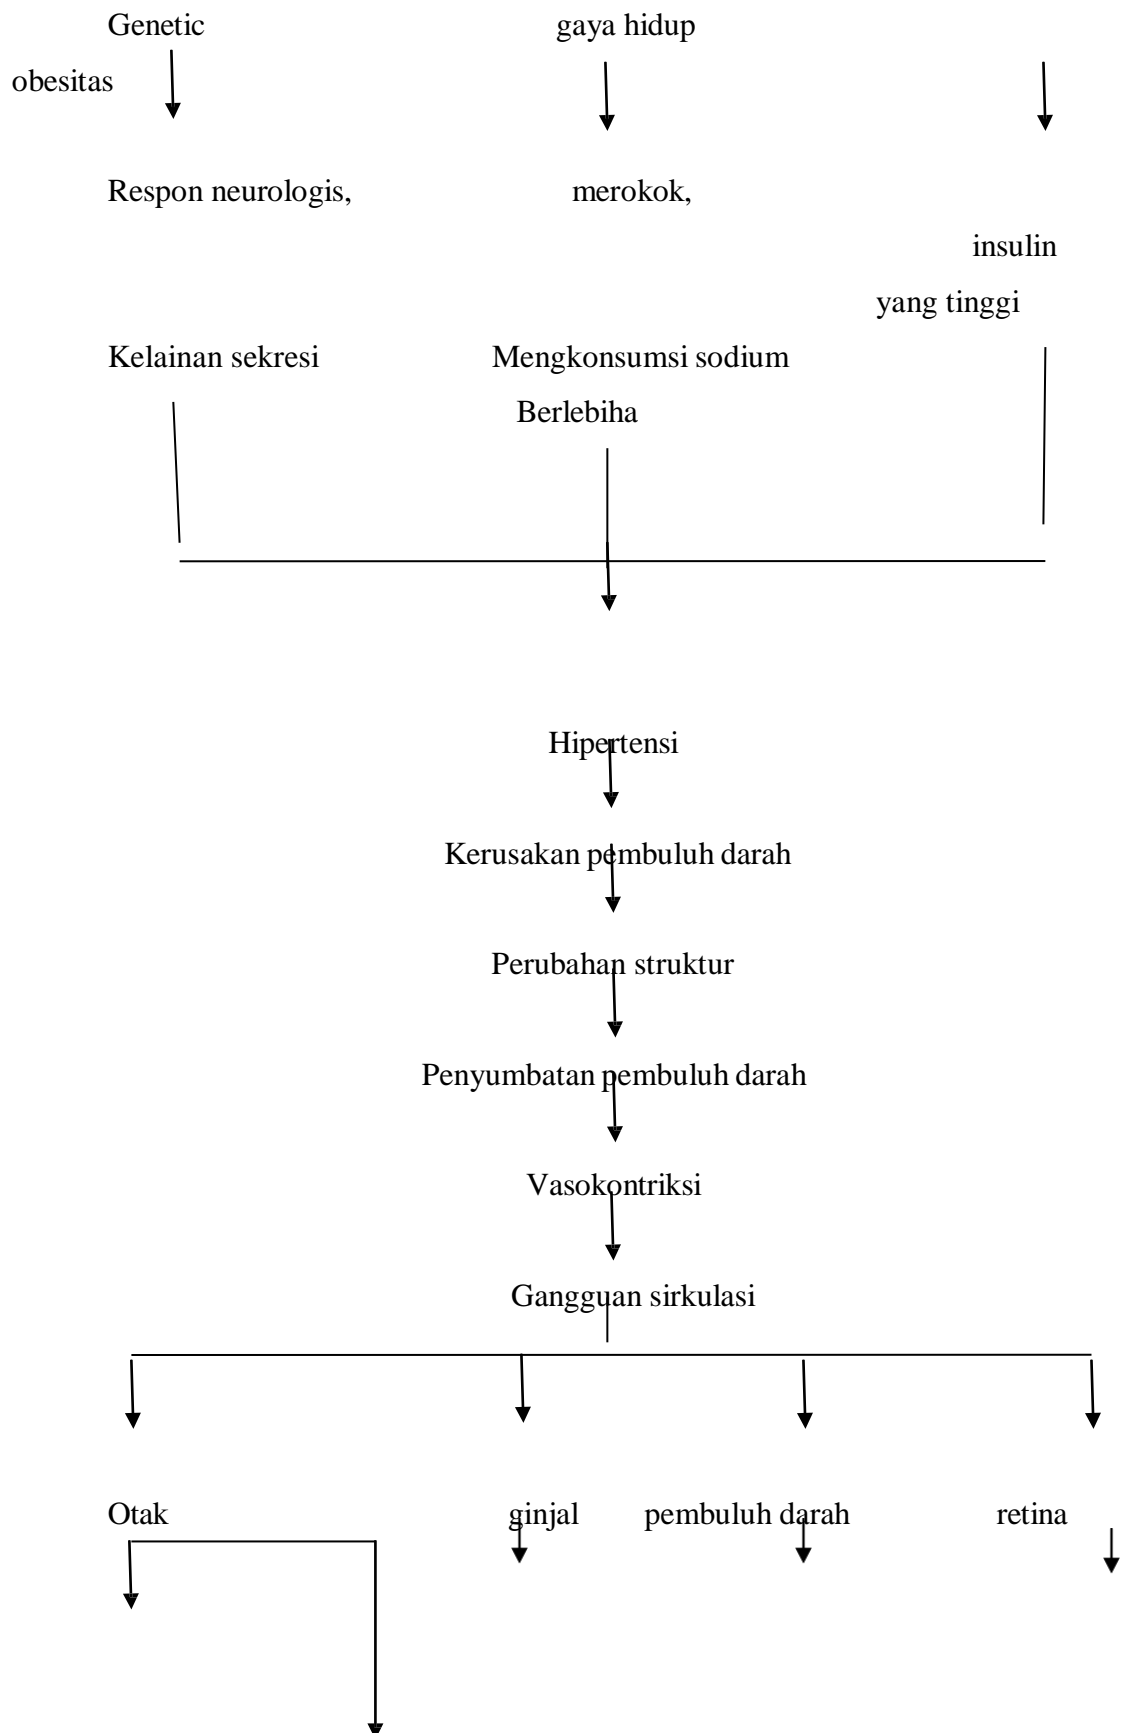 Genetic gaya hidup
obesitas
Respon neurologis, merokok,
insulin
yang tinggi
Kelainan sekresi Mengkonsumsi sodium
Berlebiha
Hipertensi
Kerusakan pembuluh darah
Perubahan struktur
Penyumbatan pembuluh darah
Vasokontriksi
Gangguan sirkulasi
Otak ginjal pembuluh darah retina